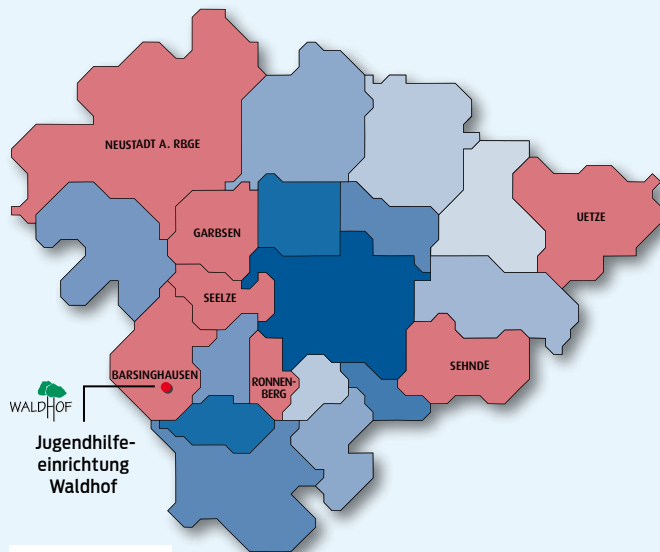 NEUSTADT A. RBGE
GARBSEN
UETZE
SEELZE
BARSINGHAUSEN
RONNEN-
BERG
SEHNDE
WALDHOF
Jugendhilfe-
einrichtung
Waldhof